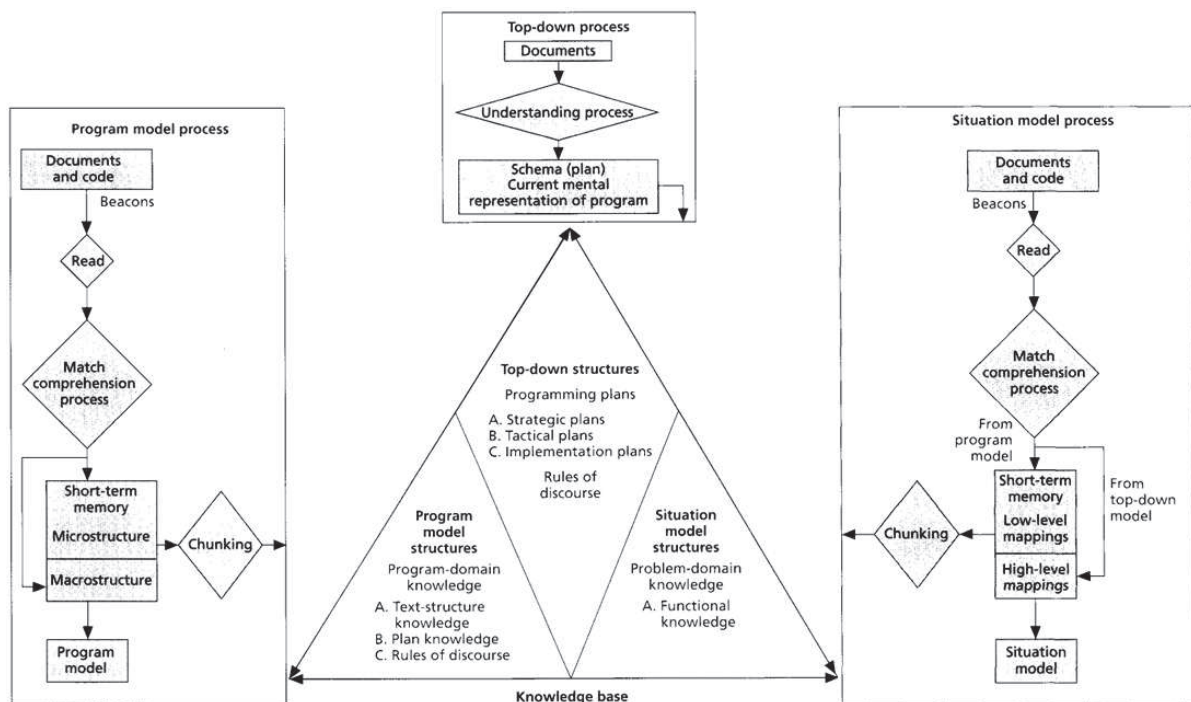 Top-down process
Documents
Understanding process
Schema (plan)
Current mental
representation of program
Program model process
Documents
and code
Beacons
Read
Match
comprehension
process
Short-term
memory
Microstructure
Macrostructure
Chunking
Program
model
Top-down structures
Programming plans
A. Strategic plans
B. Tactical plans
C. Implementation plans
Rules of
discourse
Program
model
structures
Program-domain
knowledge
A. Text-structure
knowledge
B. Plan knowledge
C. Rules of discourse
Situation
model
structures
Problem-domain
knowledge
A. Functional
knowledge
Knowledge base
Situation model process
Documents
and code
Beacons
Read
Match
comprehension
process
From
program
model
From
top-down
model
Short-term
memory
Low-level
mappings
High-level
mappings
Chunking
Situation
model